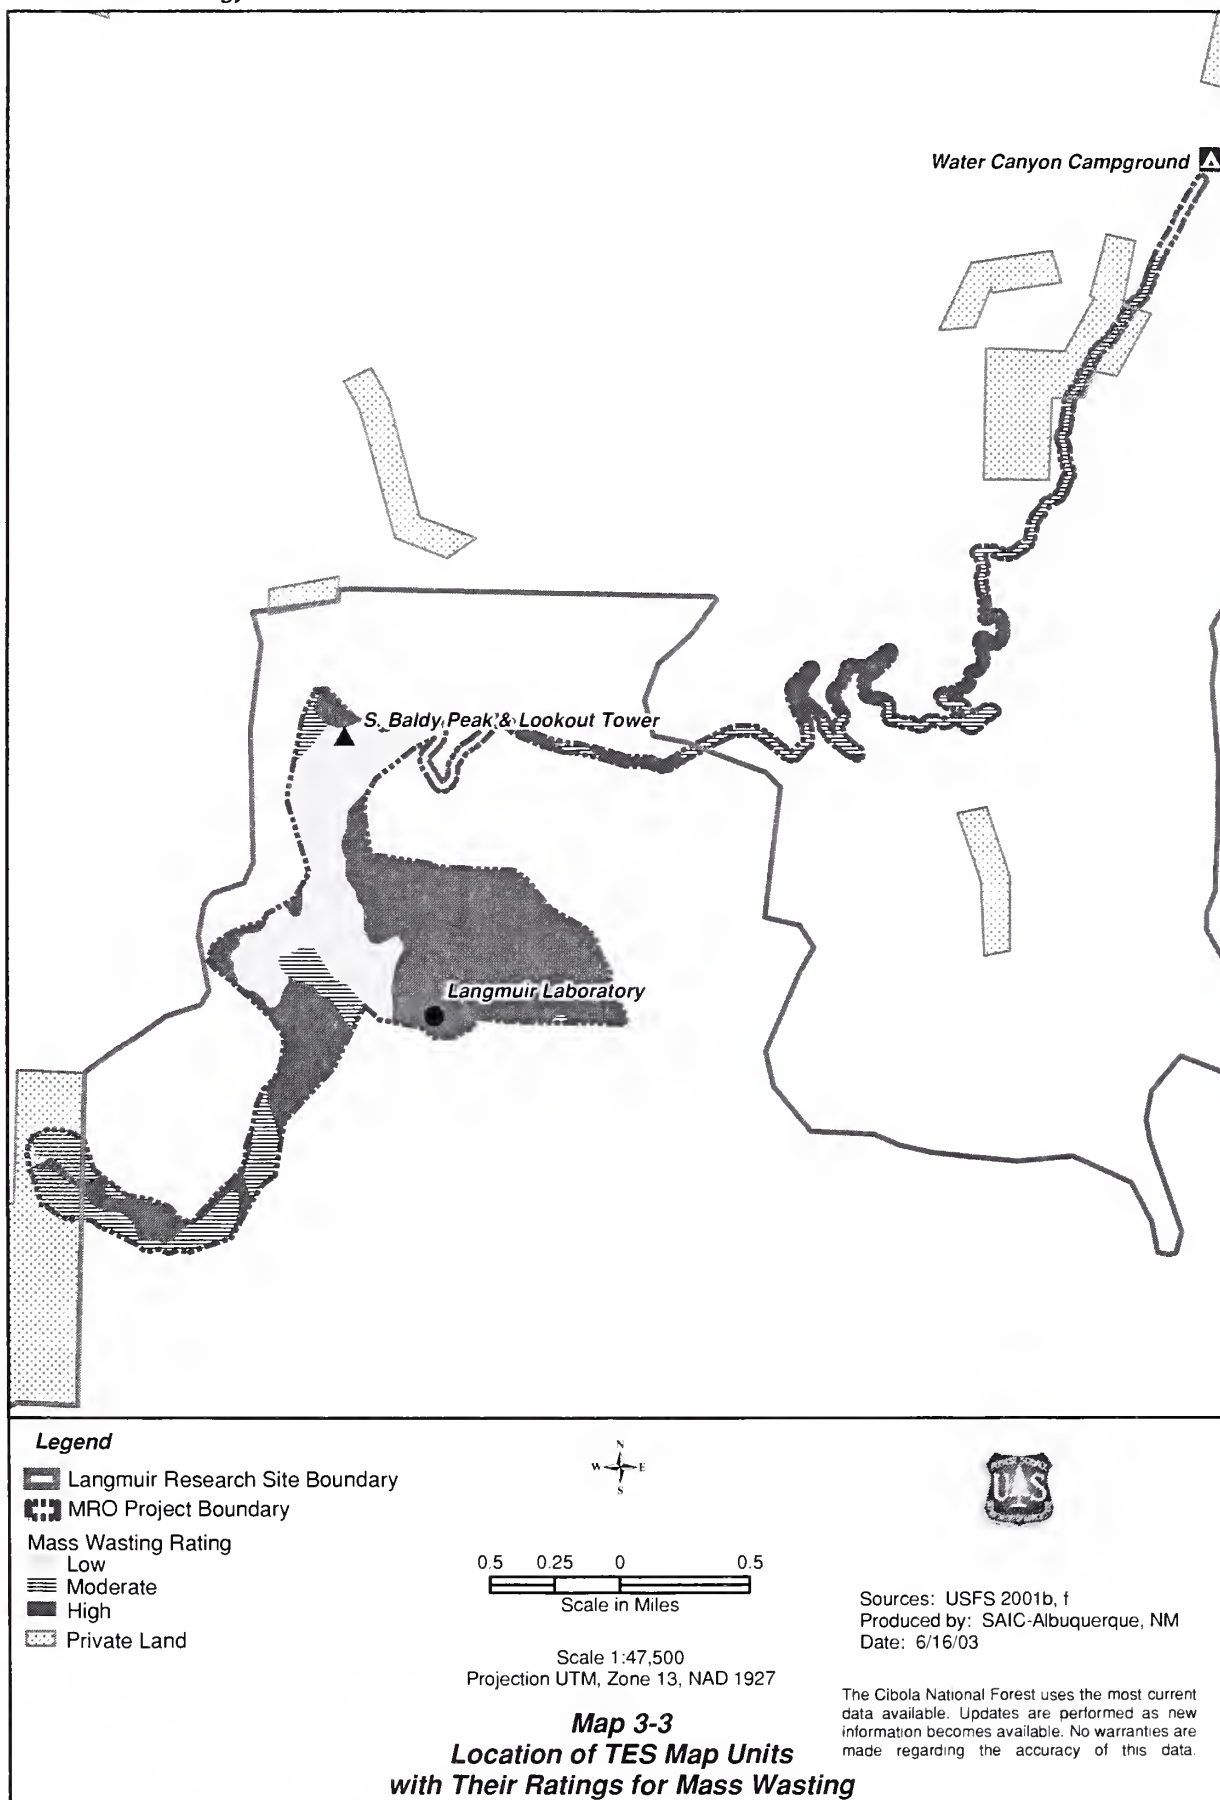 Water Canyon Campground
S. Baldy Peak & Lookout Tower
Langmuir Laboratory
Legend
Langmuir Research Site Boundary
MRO Project Boundary
Mass Wasting Rating
Low
Moderate
High
Private Land
N
W E
S
0.5 0.25 0 0.5
Scale in Miles
Scale 1:47,500
Projection UTM, Zone 13, NAD 1927
Map 3-3
Location of TES Map Units
with Their Ratings for Mass Wasting
U S
Sources: USFS 2001b, f
Produced by: SAIC-Albuquerque, NM
Date: 6/16/03
The Cibola National Forest uses the most current
data available. Updates are performed as new
information becomes available. No warranties are
made regarding the accuracy of this data.